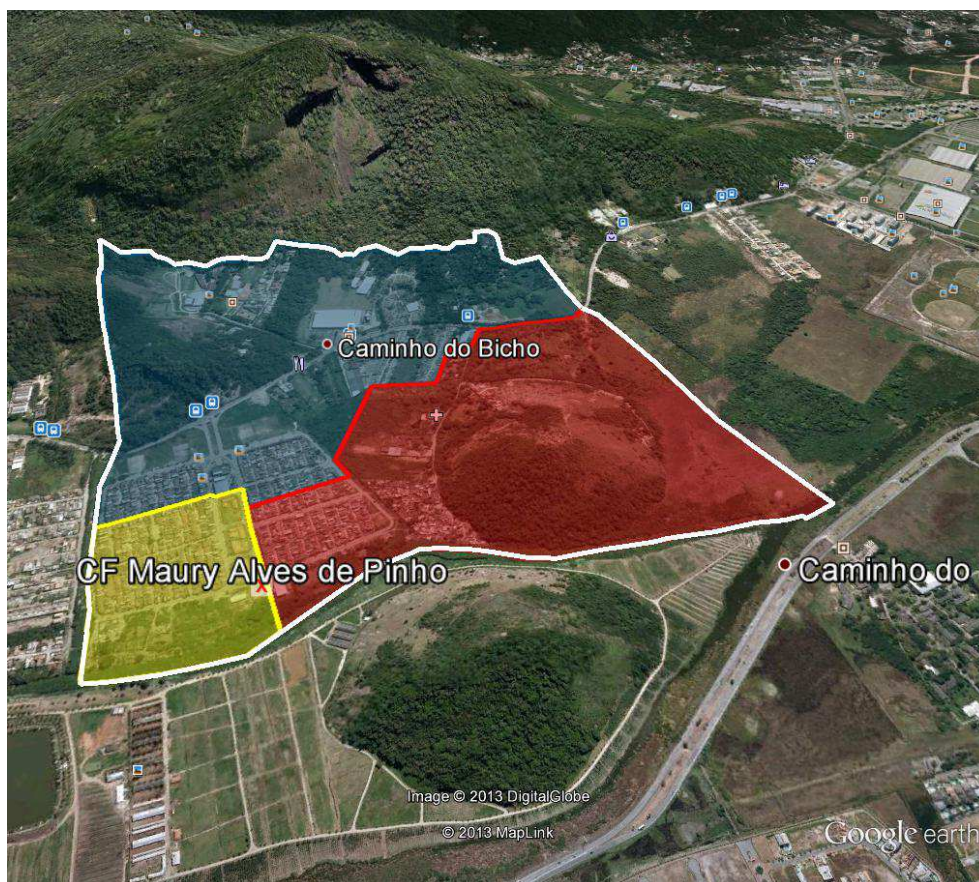 Caminho do Bicho
CF Maury Alves de Pinho
X
Caminho do
Image © 2013 DigitalGlobe
© 2013 MapLink
Google earth